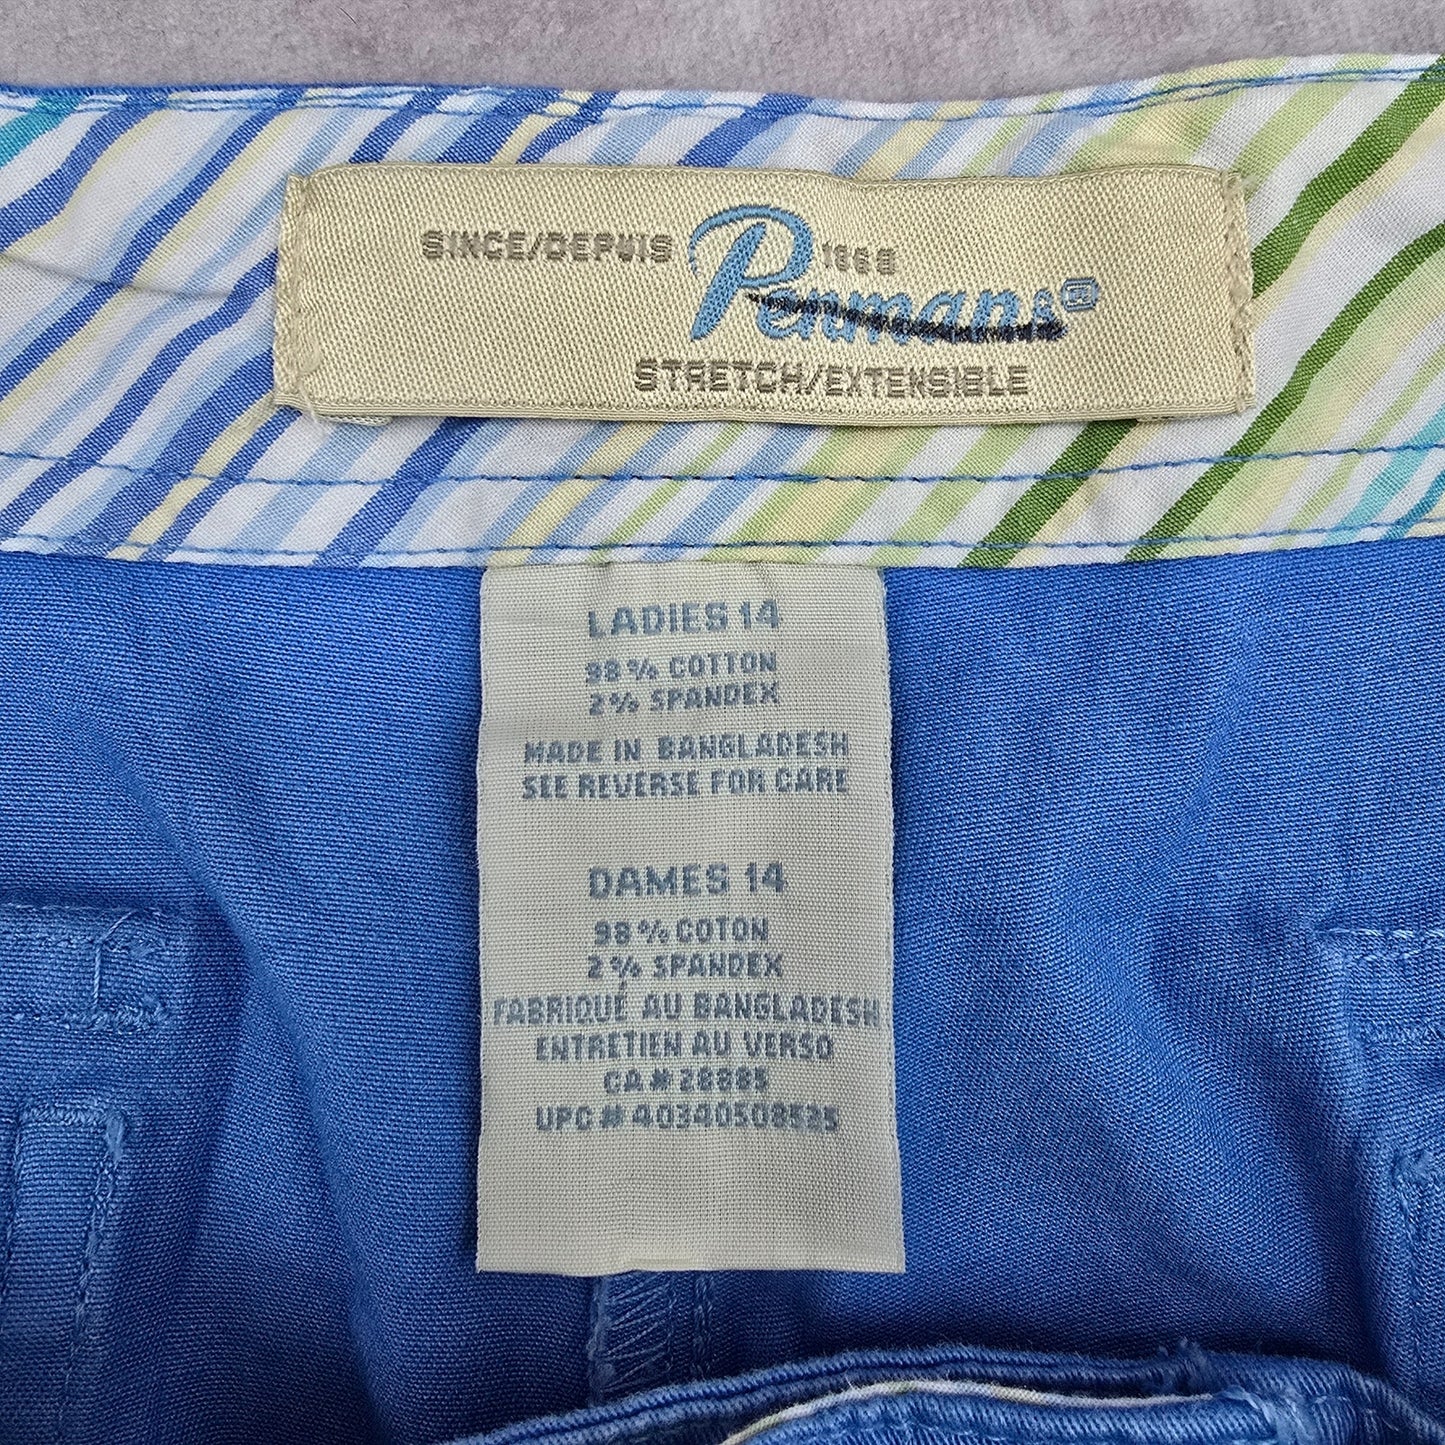 SINCE/DEPUIS Penmans® 1868
STRETCH/EXTENSIBLE
LADIES 14
98% COTTON
2% SPANDEX
MADE IN BANGLADESH
SEE REVERSE FOR CARE
DAMES 14
98% COTON
2% SPANDEX
FABRIQUÉ AU BANGLADESH
ENTRETIEN AU VERSO
CA# 28885
UPC # 40340508525